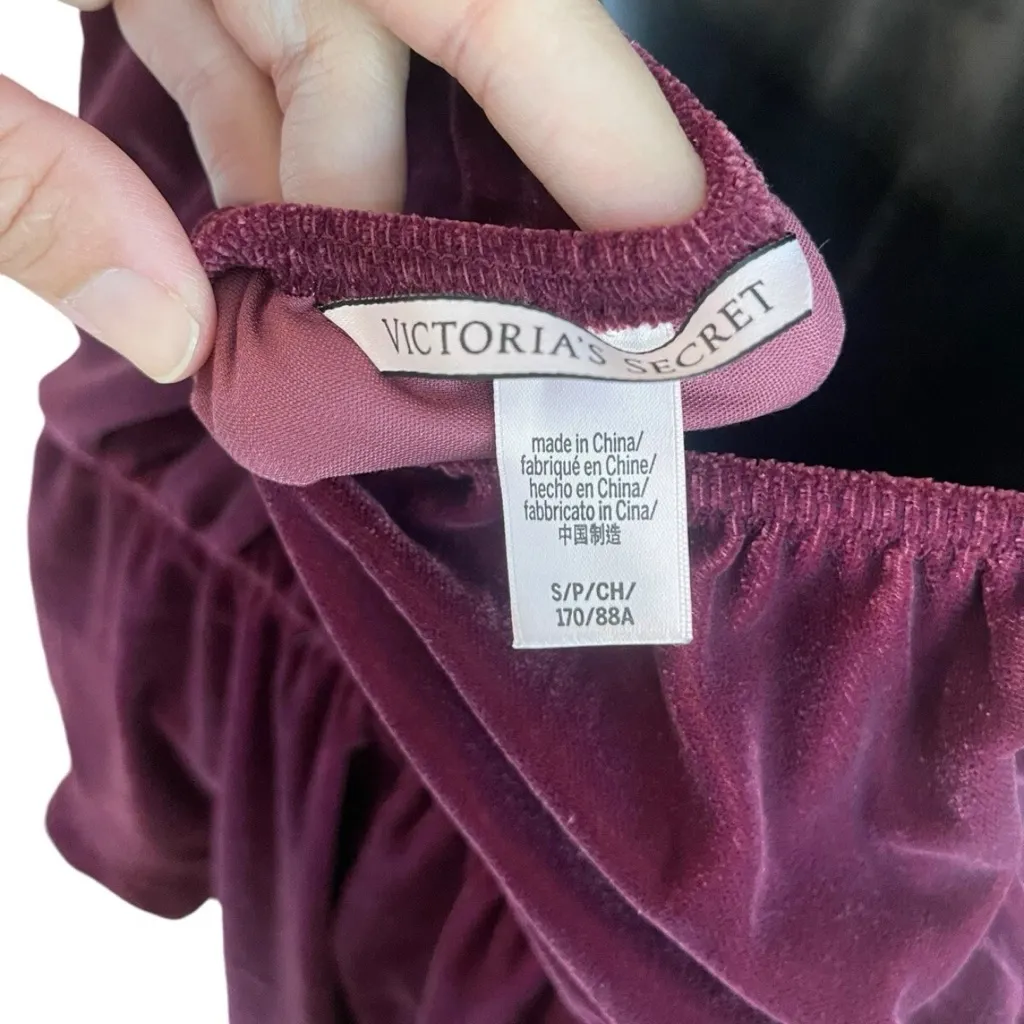 VICTORIA'S SECRET
made in China/
fabriqué en Chine/
hecho en China/
fabbricato in Cina/
中国制造
S/P/CH/
170/88A